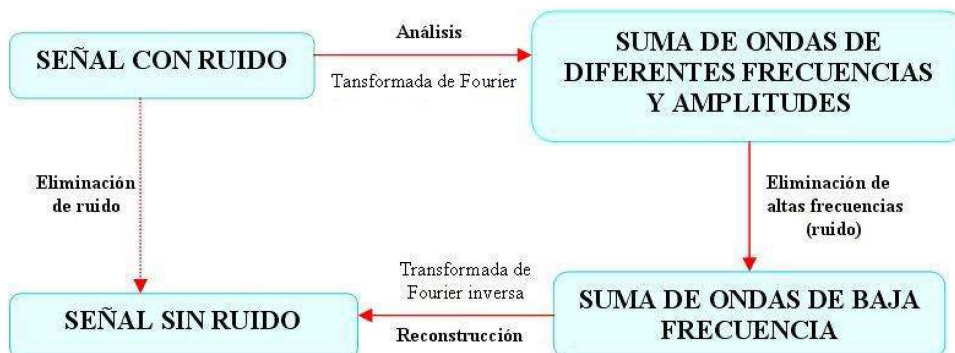 SEÑAL CON RUIDO
Análisis
Tansformada de Fourier
SUMA DE ONDAS DE
DIFERENTES FRECUENCIAS
Y AMPLITUDES
Eliminación
de ruido
Eliminación de
altas frecuencias
(ruido)
SEÑAL SIN RUIDO
Transformada de
Fourier inversa
Reconstrucción
SUMA DE ONDAS DE BAJA
FRECUENCIA